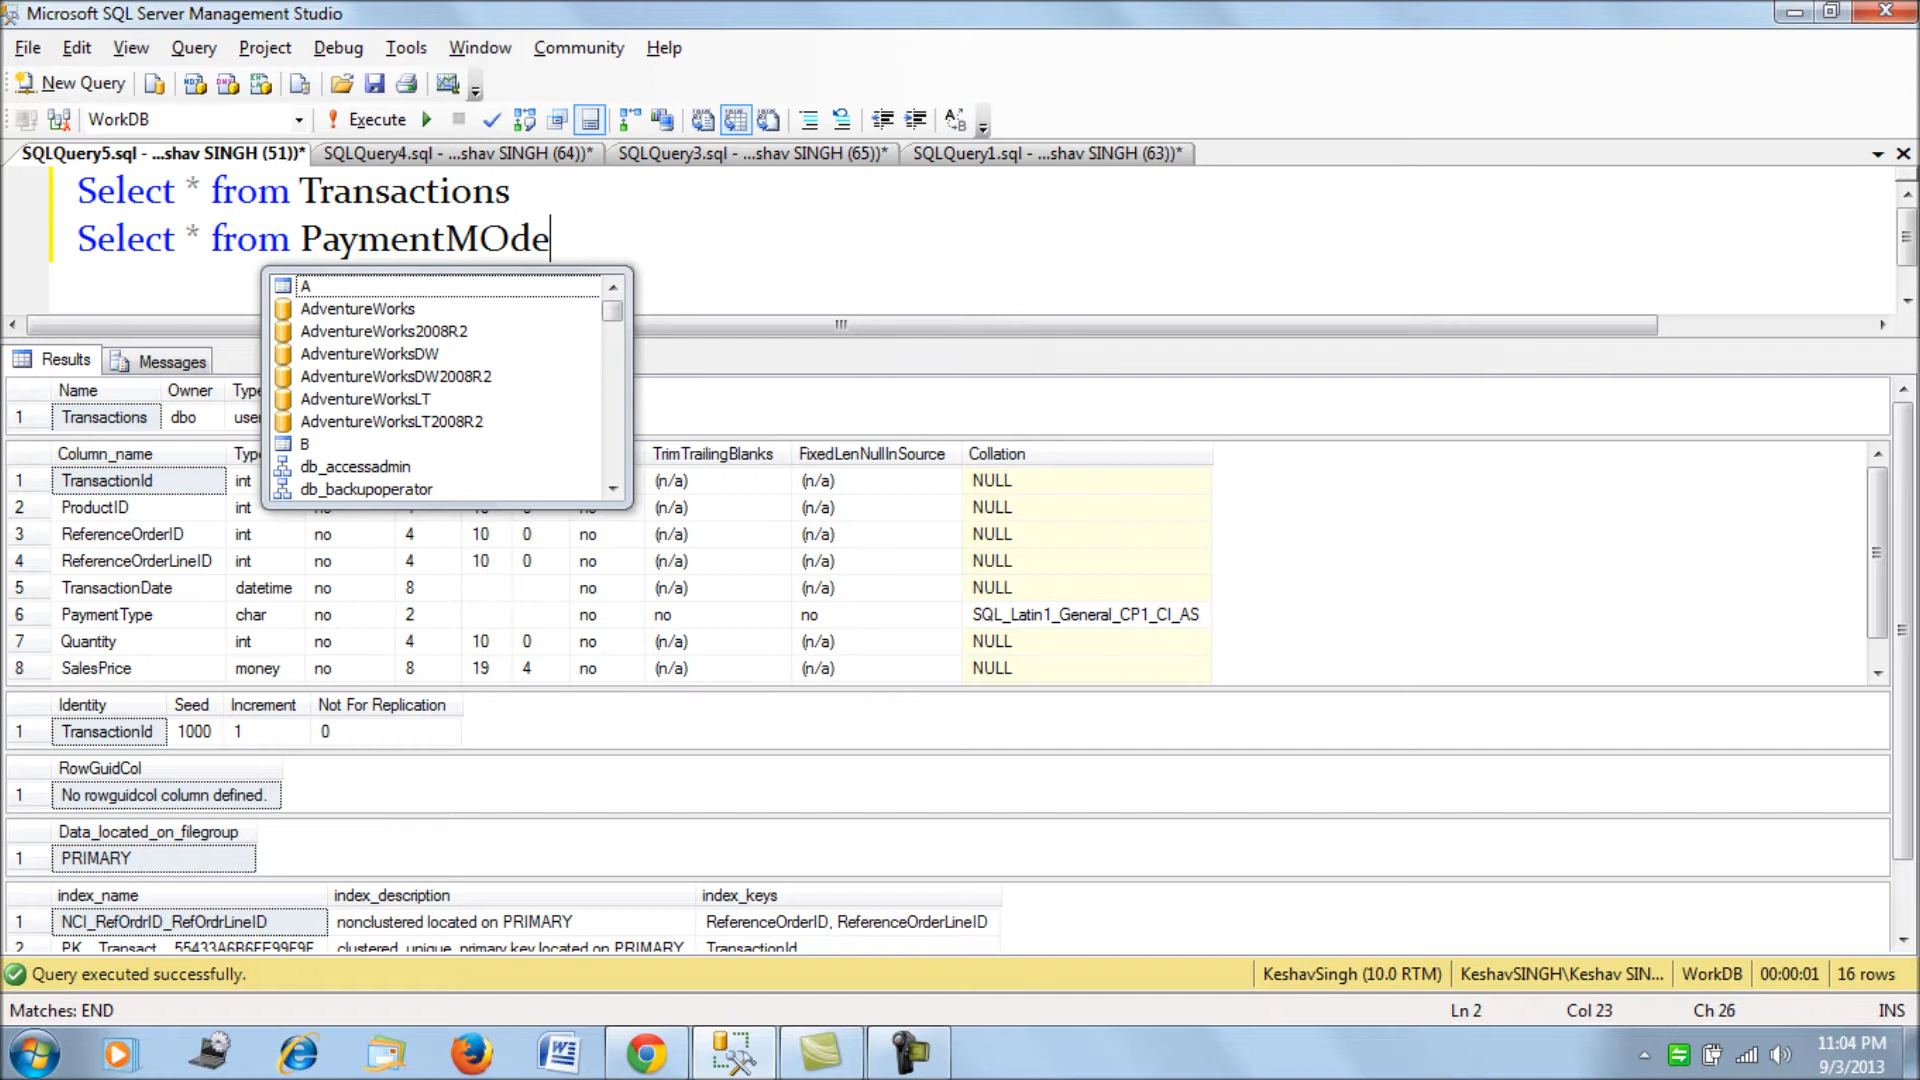 Microsoft SQL Server Management Studio
File Edit View Query Project Debug Tools Window Community Help
New Query
WorkDB Execute
SQLQuery5.sql - ...shav SINGH (51))* SQLQuery4.sql - ...shav SINGH (64))* SQLQuery3.sql - ...shav SINGH (65))* SQLQuery1.sql - ...shav SINGH (63))*
Select * from Transactions
Select * from PaymentMOde
A
AdventureWorks
AdventureWorks2008R2
AdventureWorksDW
AdventureWorksDW2008R2
AdventureWorksLT
AdventureWorksLT2008R2
B
db_accessadmin
db_backupoperator
Results Messages
Name Owner Type
1 Transactions dbo user
Column_name Type TrimTrailingBlanks FixedLenNullInSource Collation
1 TransactionId int (n/a) (n/a) NULL
2 ProductID int (n/a) (n/a) NULL
3 ReferenceOrderID int no 4 10 0 no (n/a) (n/a) NULL
4 ReferenceOrderLineID int no 4 10 0 no (n/a) (n/a) NULL
5 TransactionDate datetime no 8 no (n/a) (n/a) NULL
6 PaymentType char no 2 no no no SQL_Latin1_General_CP1_CI_AS
7 Quantity int no 4 10 0 no (n/a) (n/a) NULL
8 SalesPrice money no 8 19 4 no (n/a) (n/a) NULL
Identity Seed Increment Not For Replication
1 TransactionId 1000 1 0
RowGuidCol
1 No rowguidcol column defined.
Data_located_on_filegroup
1 PRIMARY
index_name index_description index_keys
1 NCI_RefOrdrID_RefOrdrLineID nonclustered located on PRIMARY ReferenceOrderID, ReferenceOrderLineID
2 clustered, unique, primary key located on PRIMARY TransactionId
Query executed successfully. KeshavSingh (10.0 RTM) KeshavSINGH\Keshav SIN... WorkDB 00:00:01 16 rows
Matches: END Ln 2 Col 23 Ch 26 INS
11:04 PM
9/3/2013